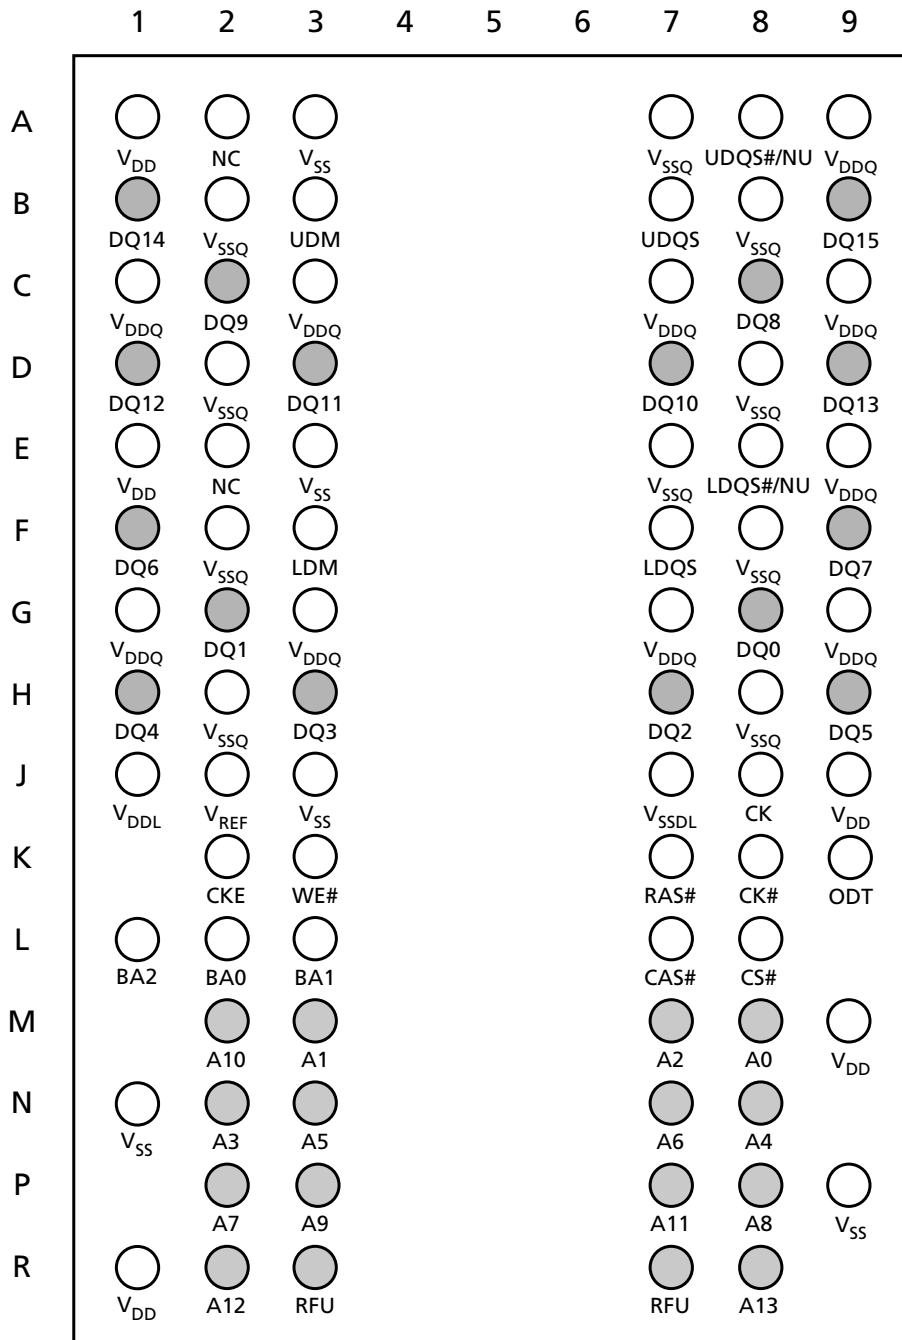 1 2 3 4 5 6 7 8 9
A
VDD NC VSS VSSQ UDQS#/NU VDDQ
B
DQ14 VSSQ UDM UDQS VSSQ DQ15
C
VDDQ DQ9 VDDQ VDDQ DQ8 VDDQ
D
DQ12 VSSQ DQ11 DQ10 VSSQ DQ13
E
VDD NC VSS VSSQ LDQS#/NU VDDQ
F
DQ6 VSSQ LDM LDQS VSSQ DQ7
G
VDDQ DQ1 VDDQ VDDQ DQ0 VDDQ
H
DQ4 VSSQ DQ3 DQ2 VSSQ DQ5
J
VDDL VREF VSS VSSDL CK VDD
K
CKE WE# RAS# CK# ODT
L
BA2 BA0 BA1 CAS# CS#
M
A10 A1 A2 A0 VDD
N
VSS A3 A5 A6 A4
P
A7 A9 A11 A8 VSS
R
VDD A12 RFU RFU A13